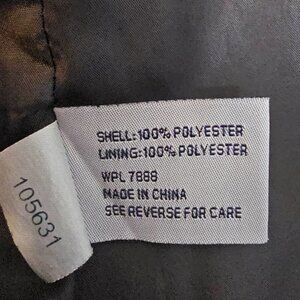 SHELL: 100% POLYESTER
LINING: 100% POLYESTER
WPL 7888
MADE IN CHINA
SEE REVERSE FOR CARE
105631